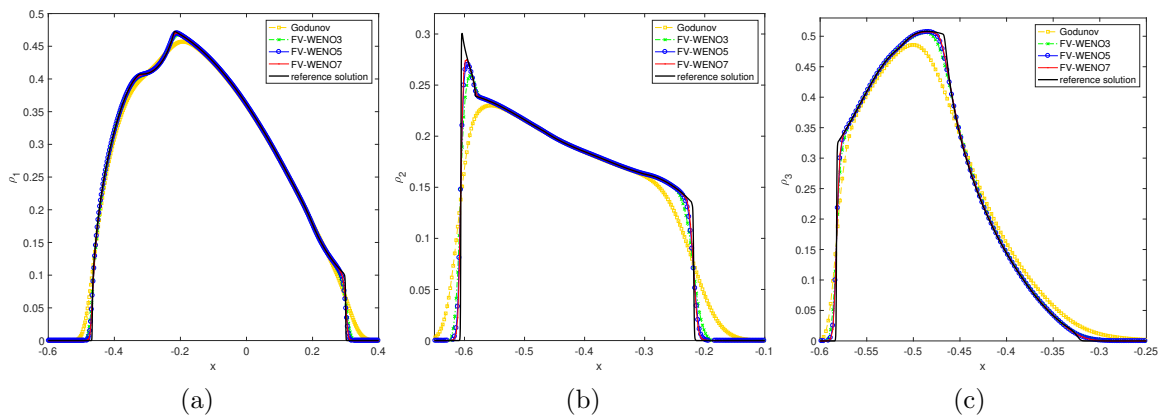 0.5
0.45
0.4
0.35
0.3
0.25
0.2
0.15
0.1
0.05
0
ρ1
-0.6
-0.4
-0.2
0
0.2
0.4
x
Godunov
FV-WENO3
FV-WENO5
FV-WENO7
reference solution
(a)
0.3
0.25
0.2
0.15
0.1
0.05
0
ρ2
-0.6
-0.5
-0.4
-0.3
-0.2
-0.1
x
Godunov
FV-WENO3
FV-WENO5
FV-WENO7
reference solution
(b)
0.5
0.45
0.4
0.35
0.3
0.25
0.2
0.15
0.1
0.05
0
ρ3
-0.6
-0.55
-0.5
-0.45
-0.4
-0.35
-0.3
-0.25
x
Godunov
FV-WENO3
FV-WENO5
FV-WENO7
reference solution
(c)